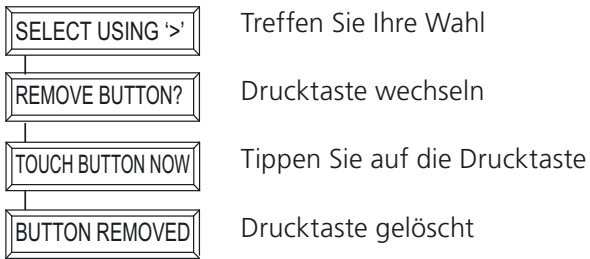 SELECT USING ‘>’ Treffen Sie Ihre Wahl
REMOVE BUTTON? Drucktaste wechseln
TOUCH BUTTON NOW Tippen Sie auf die Drucktaste
BUTTON REMOVED Drucktaste gelöscht